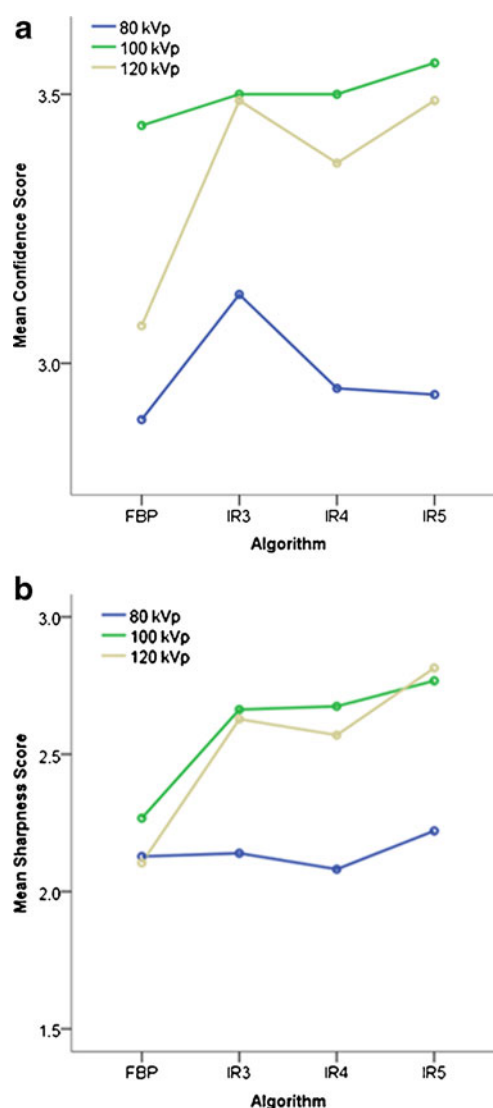 a
80 kVp
100 kVp
120 kVp
3.5
3.0
Mean Confidence Score
FBP IR3 IR4 IR5
Algorithm
b
80 kVp
100 kVp
120 kVp
3.0
2.5
2.0
1.5
Mean Sharpness Score
FBP IR3 IR4 IR5
Algorithm